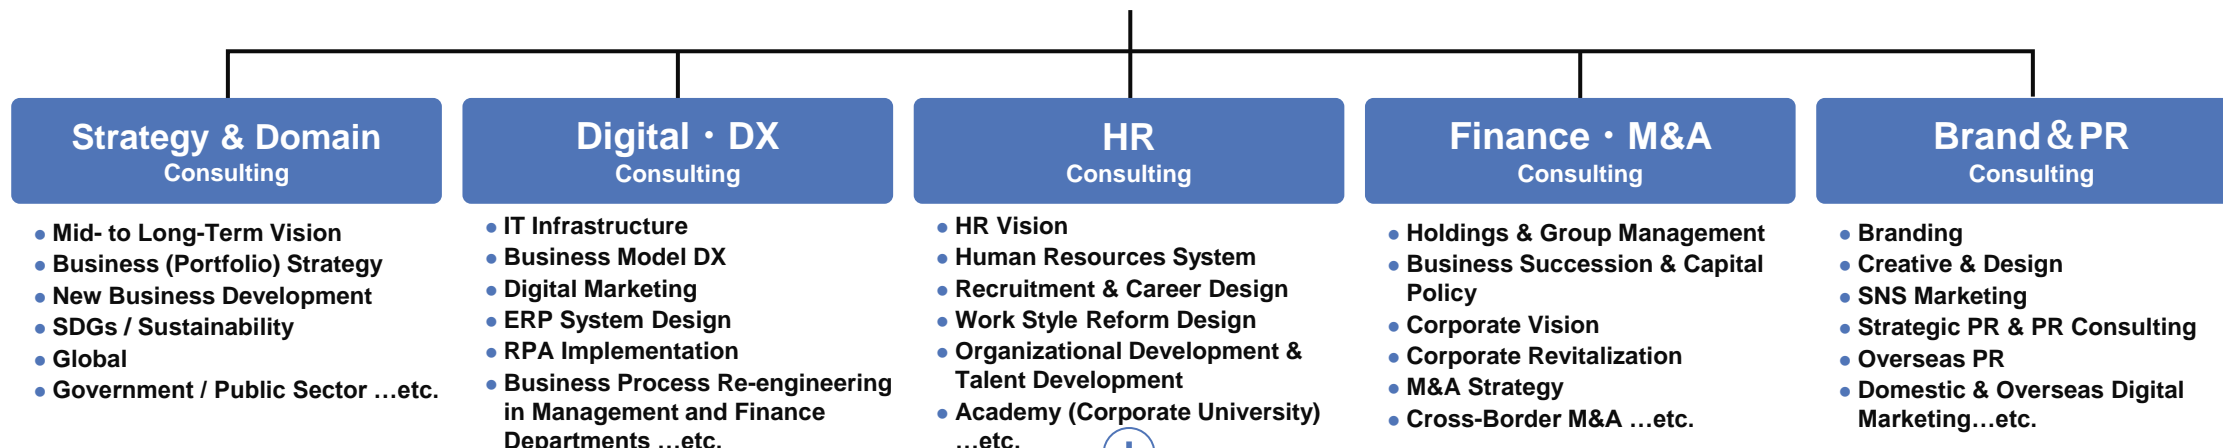 Strategy & Domain
Consulting
● Mid- to Long-Term Vision
● Business (Portfolio) Strategy
● New Business Development
● SDGs / Sustainability
● Global
● Government / Public Sector …etc.
Digital・DX
Consulting
● IT Infrastructure
● Business Model DX
● Digital Marketing
● ERP System Design
● RPA Implementation
● Business Process Re-engineering
in Management and Finance
Departments …etc.
HR
Consulting
● HR Vision
● Human Resources System
● Recruitment & Career Design
● Work Style Reform Design
● Organizational Development &
Talent Development
● Academy (Corporate University)
…etc.
Finance・M&A
Consulting
● Holdings & Group Management
● Business Succession & Capital
Policy
● Corporate Vision
● Corporate Revitalization
● M&A Strategy
● Cross-Border M&A …etc.
Brand＆PR
Consulting
● Branding
● Creative & Design
● SNS Marketing
● Strategic PR & PR Consulting
● Overseas PR
● Domestic & Overseas Digital
Marketing…etc.